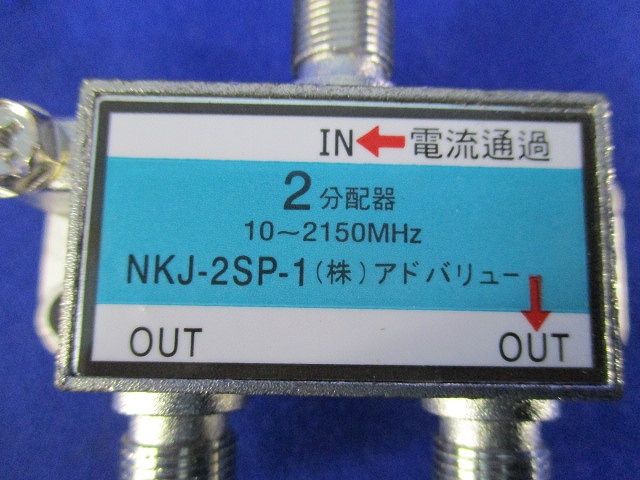 IN←電流通過
2分配器
10～2150MHz
NKJ-2SP-1(株)アドバリュー
OUT OUT